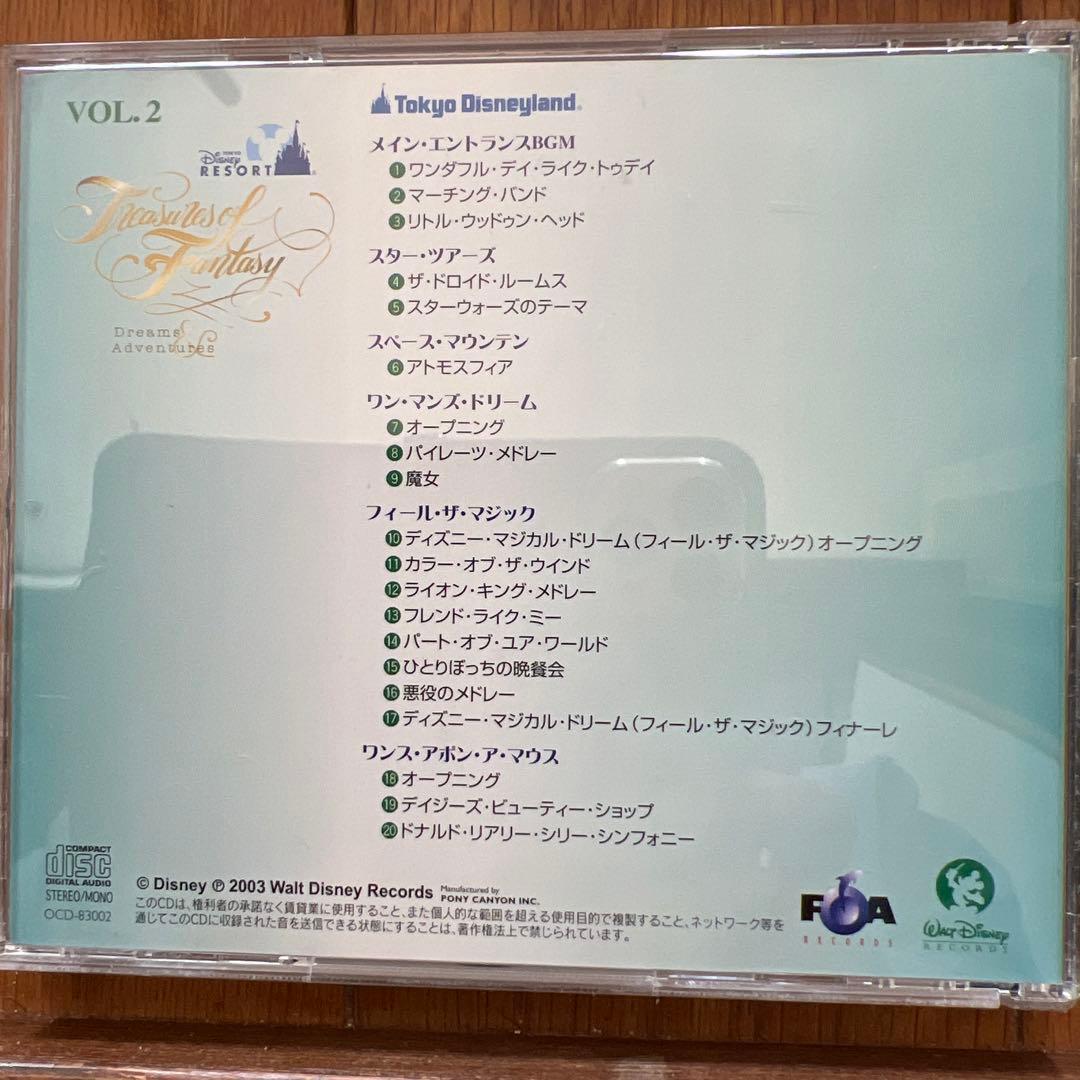 VOL.2
TOKYO
Disney
RESORT
Treasures of
Fantasy
Dreams &
Adventures
Tokyo Disneyland®
メイン・エントランスBGM
1 ワンダフル・デイ・ライク・トゥデイ
2 マーチング・バンド
3 リトル・ウッドゥン・ヘッド
スター・ツアーズ
4 ザ・ドロイド・ルームス
5 スターウォーズのテーマ
スペース・マウンテン
6 アトモスフィア
ワン・マンズ・ドリーム
7 オープニング
8 パイレーツ・メドレー
9 魔女
フィール・ザ・マジック
10 ディズニー・マジカル・ドリーム(フィール・ザ・マジック)オープニング
11 カラー・オブ・ザ・ウインド
12 ライオン・キング・メドレー
13 フレンド・ライク・ミー
14 パート・オブ・ユア・ワールド
15 ひとりぼっちの晩餐会
16 悪役のメドレー
17 ディズニー・マジカル・ドリーム(フィール・ザ・マジック)フィナーレ
ワンス・アポン・ア・マウス
18 オープニング
19 デイジーズ・ビューティー・ショップ
20 ドナルド・リアリー・シリー・シンフォニー
COMPACT
disc
DIGITAL AUDIO
STEREO/MONO
OCD-83002
© Disney ℗ 2003 Walt Disney Records Manufactured by PONY CANYON INC.
このCDは、権利者の承諾なく賃貸業に使用すること、また個人的な範囲を超える使用目的で複製すること、ネットワーク等を
通じてこのCDに収録された音を送信できる状態にすることは、著作権法上で禁じられています。
RECORDS
WALT DISNEY
RECORDS